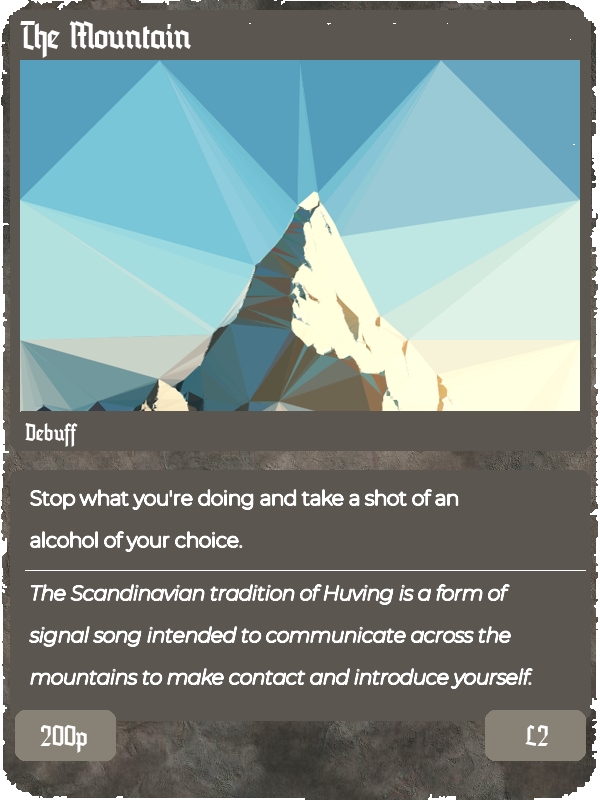 The Mountain
Debuff
Stop what you're doing and take a shot of an
alcohol of your choice.
The Scandinavian tradition of Huving is a form of
signal song intended to communicate across the
mountains to make contact and introduce yourself.
200p
£2